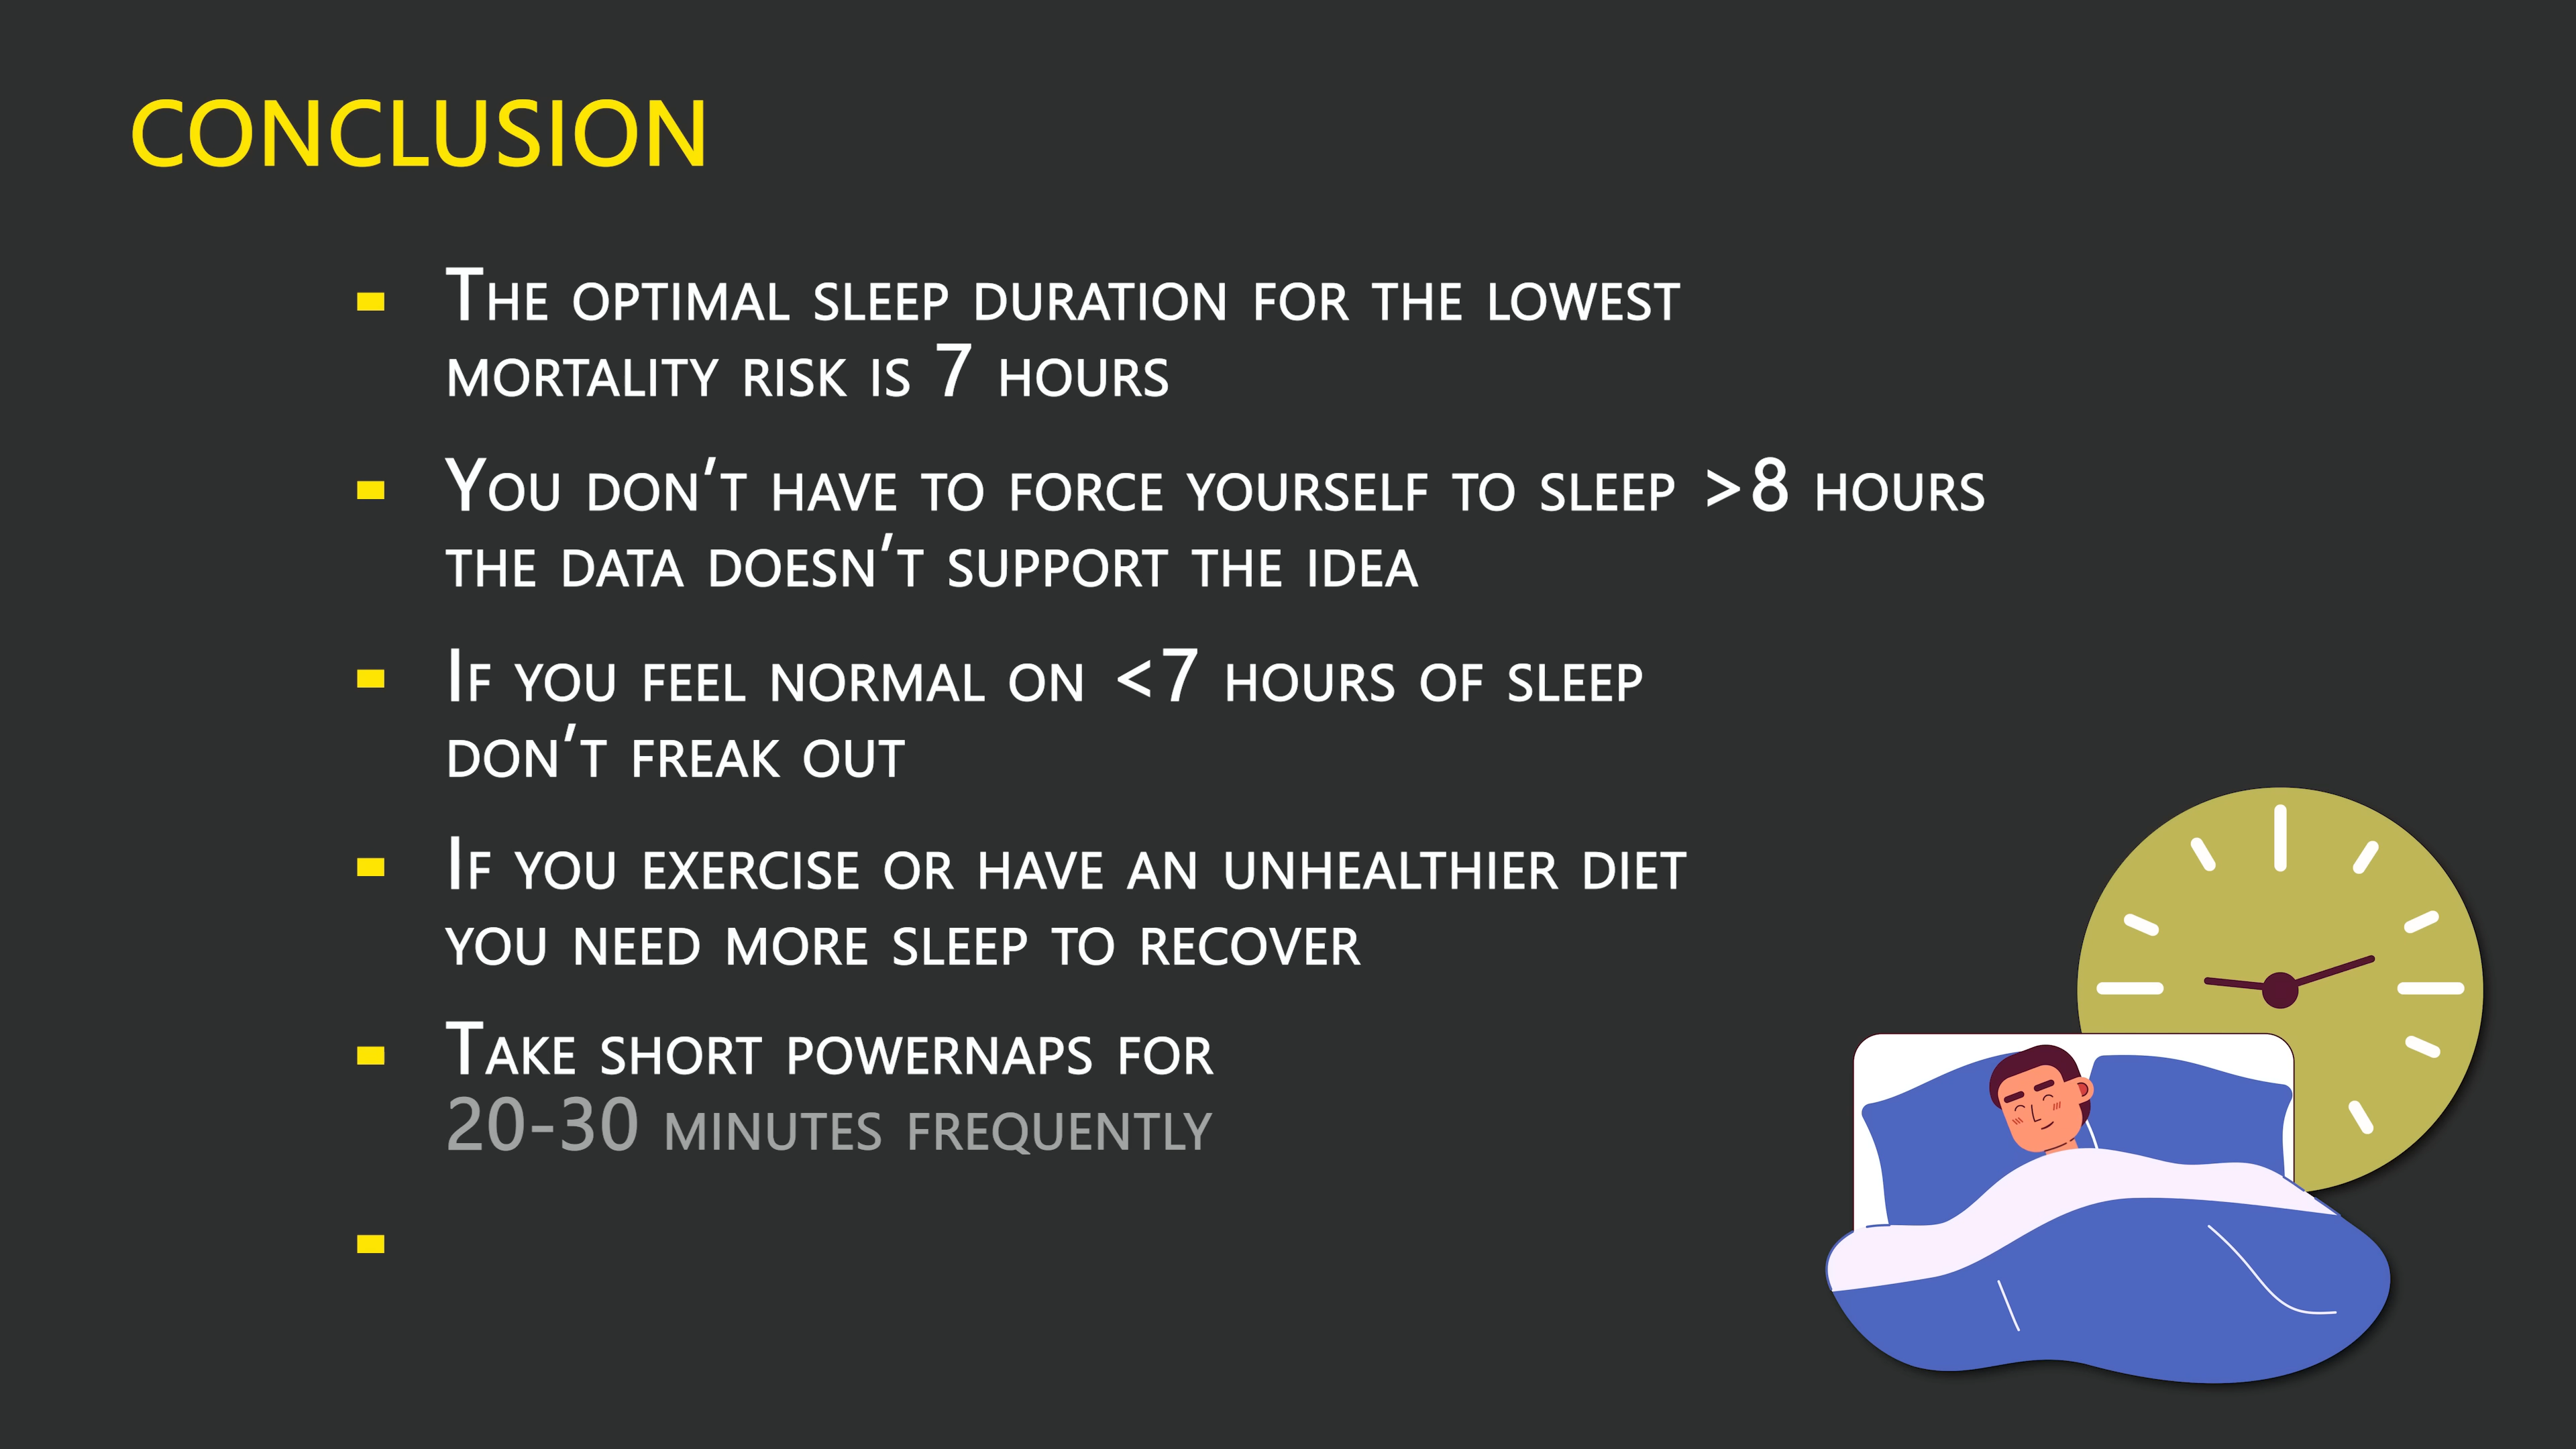 CONCLUSION
- The optimal sleep duration for the lowest
mortality risk is 7 hours
- You don't have to force yourself to sleep >8 hours
the data doesn't support the idea
- If you feel normal on <7 hours of sleep
don't freak out
- If you exercise or have an unhealthier diet
you need more sleep to recover
- Take short powernaps for
20-30 minutes frequently
-